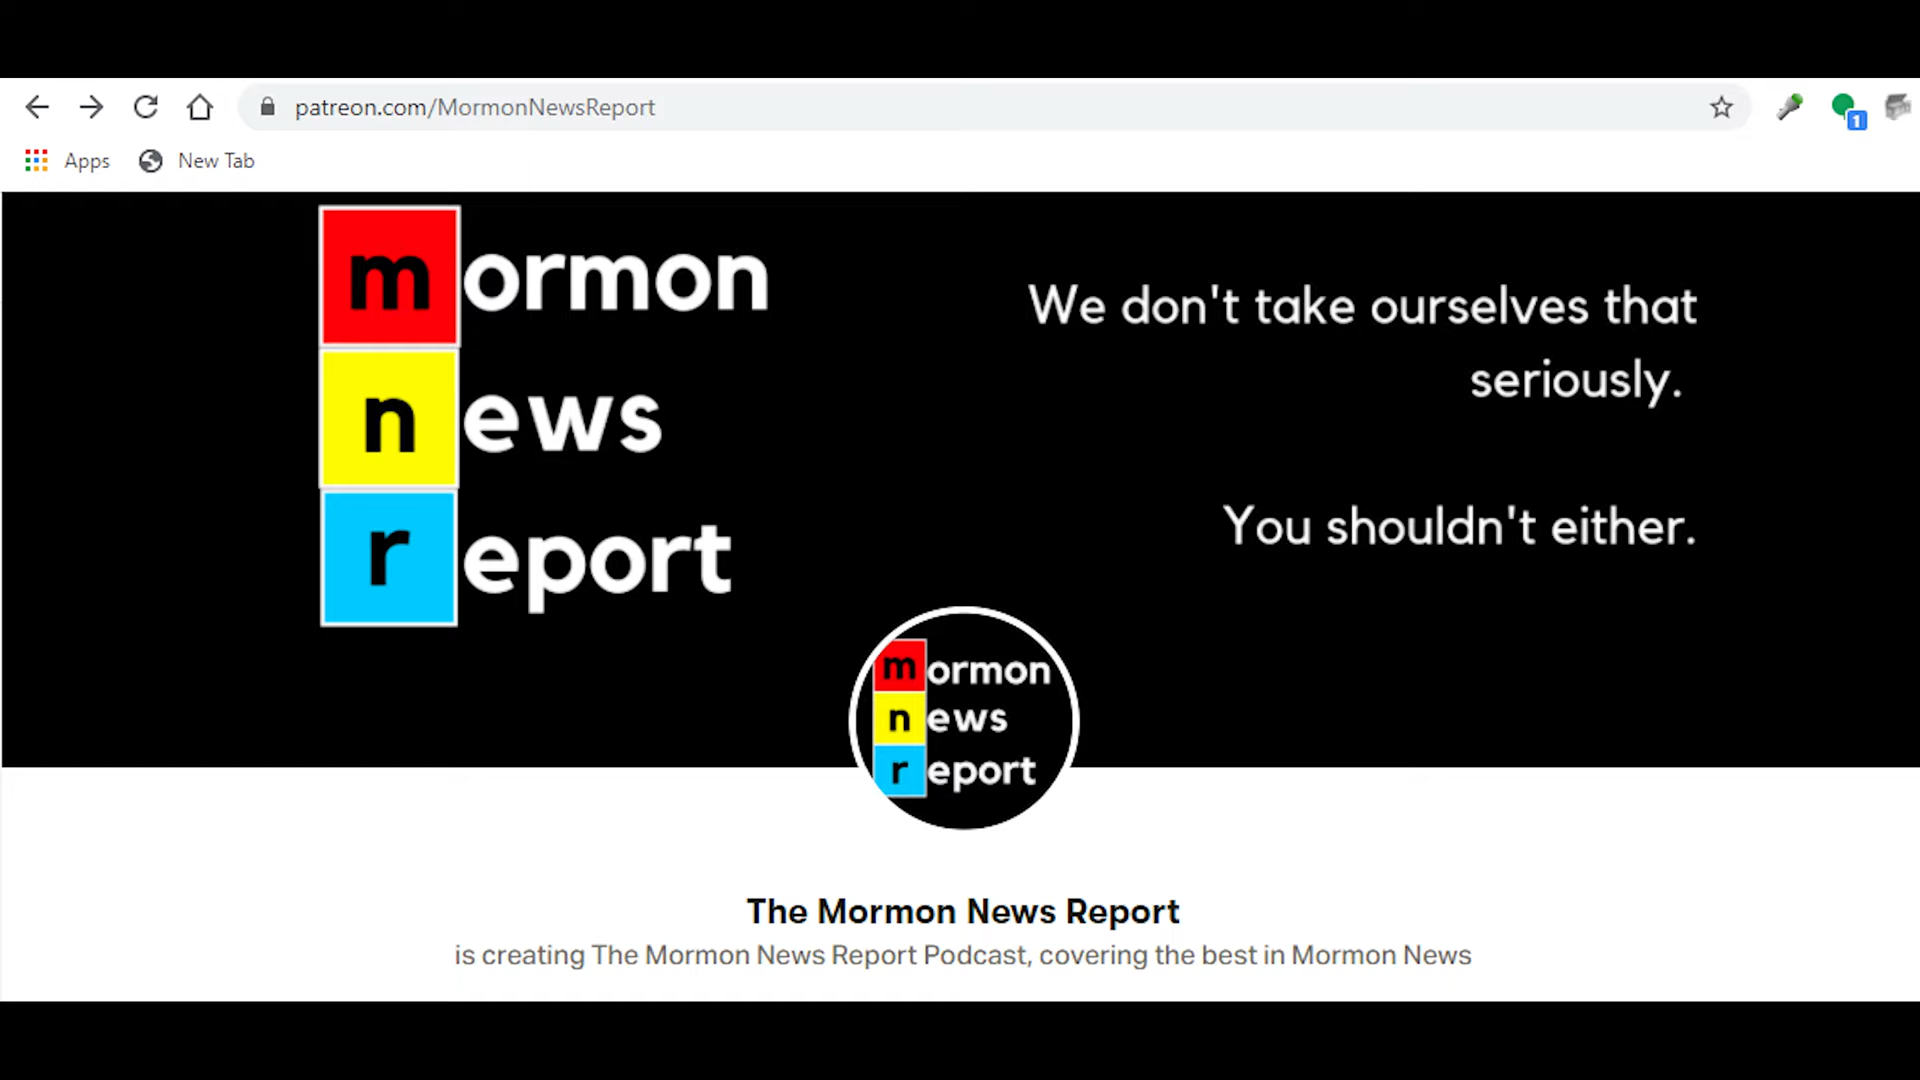 patreon.com/MormonNewsReport
1
Apps New Tab
mormon
news
report
We don't take ourselves that
seriously.
You shouldn't either.
mormon
news
report
The Mormon News Report
is creating The Mormon News Report Podcast, covering the best in Mormon News